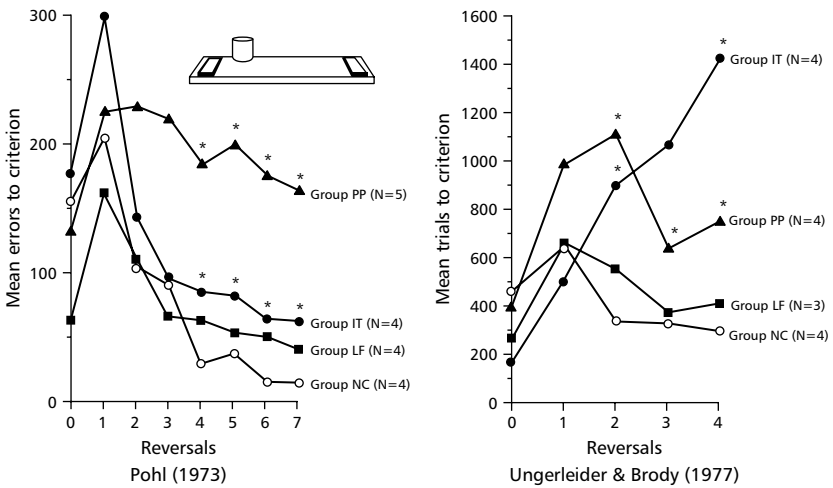 300
200
100
0
Mean errors to criterion
*
*
*
*
Group PP (N=5)
*
*
*
*
Group IT (N=4)
Group LF (N=4)
Group NC (N=4)
0 1 2 3 4 5 6 7
Reversals
Pohl (1973)
1600
1400
1200
1000
800
600
400
200
0
Mean trials to criterion
*
Group IT (N=4)
*
*
*
*
Group PP (N=4)
Group LF (N=3)
Group NC (N=4)
0 1 2 3 4
Reversals
Ungerleider & Brody (1977)